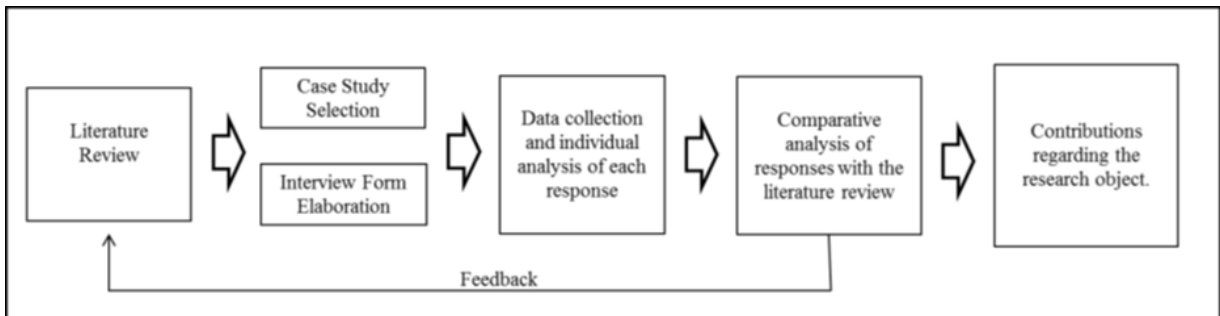 Literature
Review
Case Study
Selection
Interview Form
Elaboration
Data collection
and individual
analysis of each
response
Comparative
analysis of
responses with the
literature review
Contributions
regarding the
research object.
Feedback